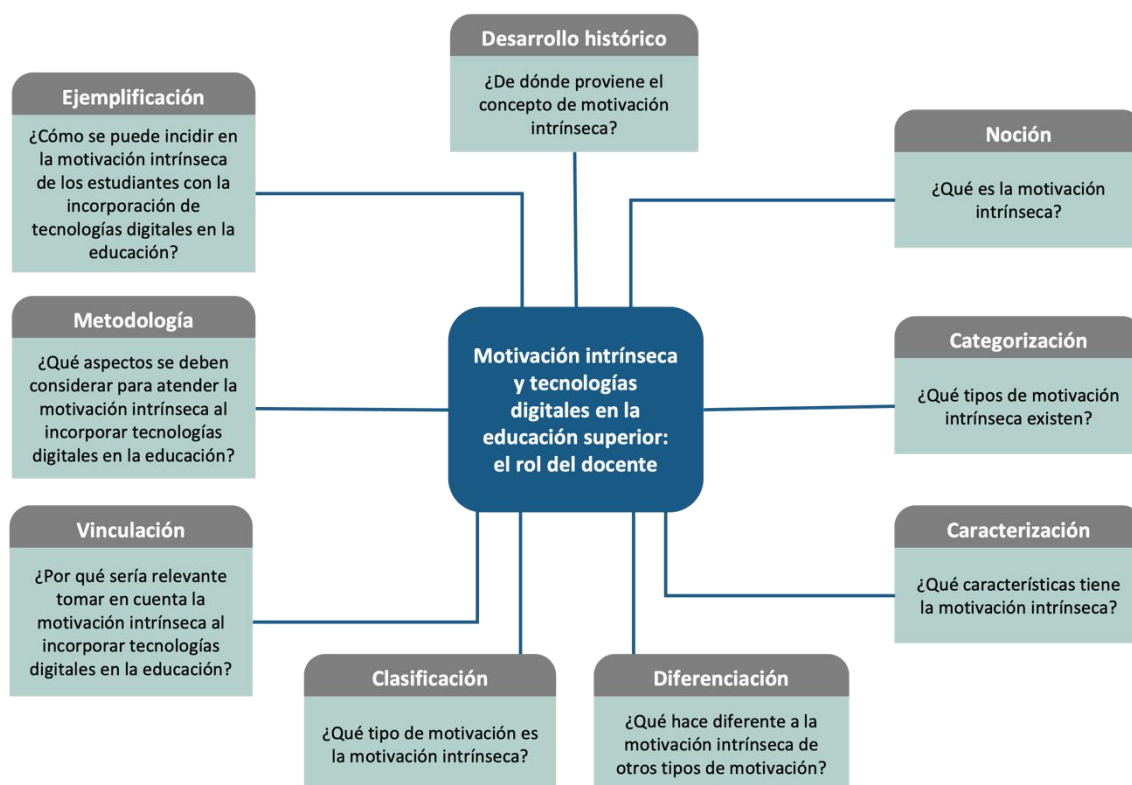 Desarrollo histórico
¿De dónde proviene el
concepto de motivación
intrínseca?
Ejemplificación
¿Cómo se puede incidir en
la motivación intrínseca
de los estudiantes con la
incorporación de
tecnologías digitales en la
educación?
Noción
¿Qué es la motivación
intrínseca?
Metodología
¿Qué aspectos se deben
considerar para atender la
motivación intrínseca al
incorporar tecnologías
digitales en la educación?
Motivación intrínseca
y tecnologías
digitales en la
educación superior:
el rol del docente
Categorización
¿Qué tipos de motivación
intrínseca existen?
Vinculación
¿Por qué sería relevante
tomar en cuenta la
motivación intrínseca al
incorporar tecnologías
digitales en la educación?
Caracterización
¿Qué características tiene
la motivación intrínseca?
Clasificación
¿Qué tipo de motivación es
la motivación intrínseca?
Diferenciación
¿Qué hace diferente a la
motivación intrínseca de
otros tipos de motivación?